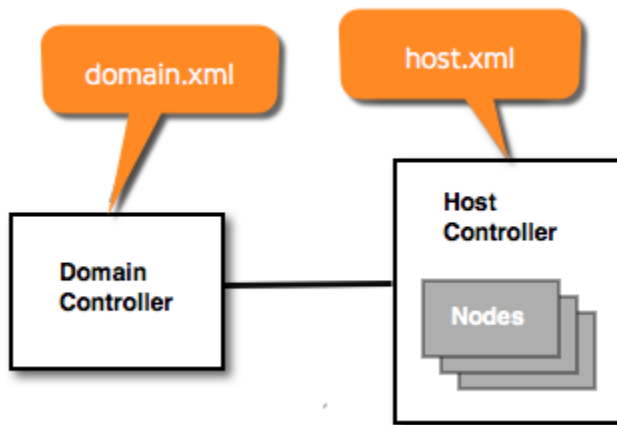 domain.xml
host.xml
Domain
Controller
Host
Controller
Nodes